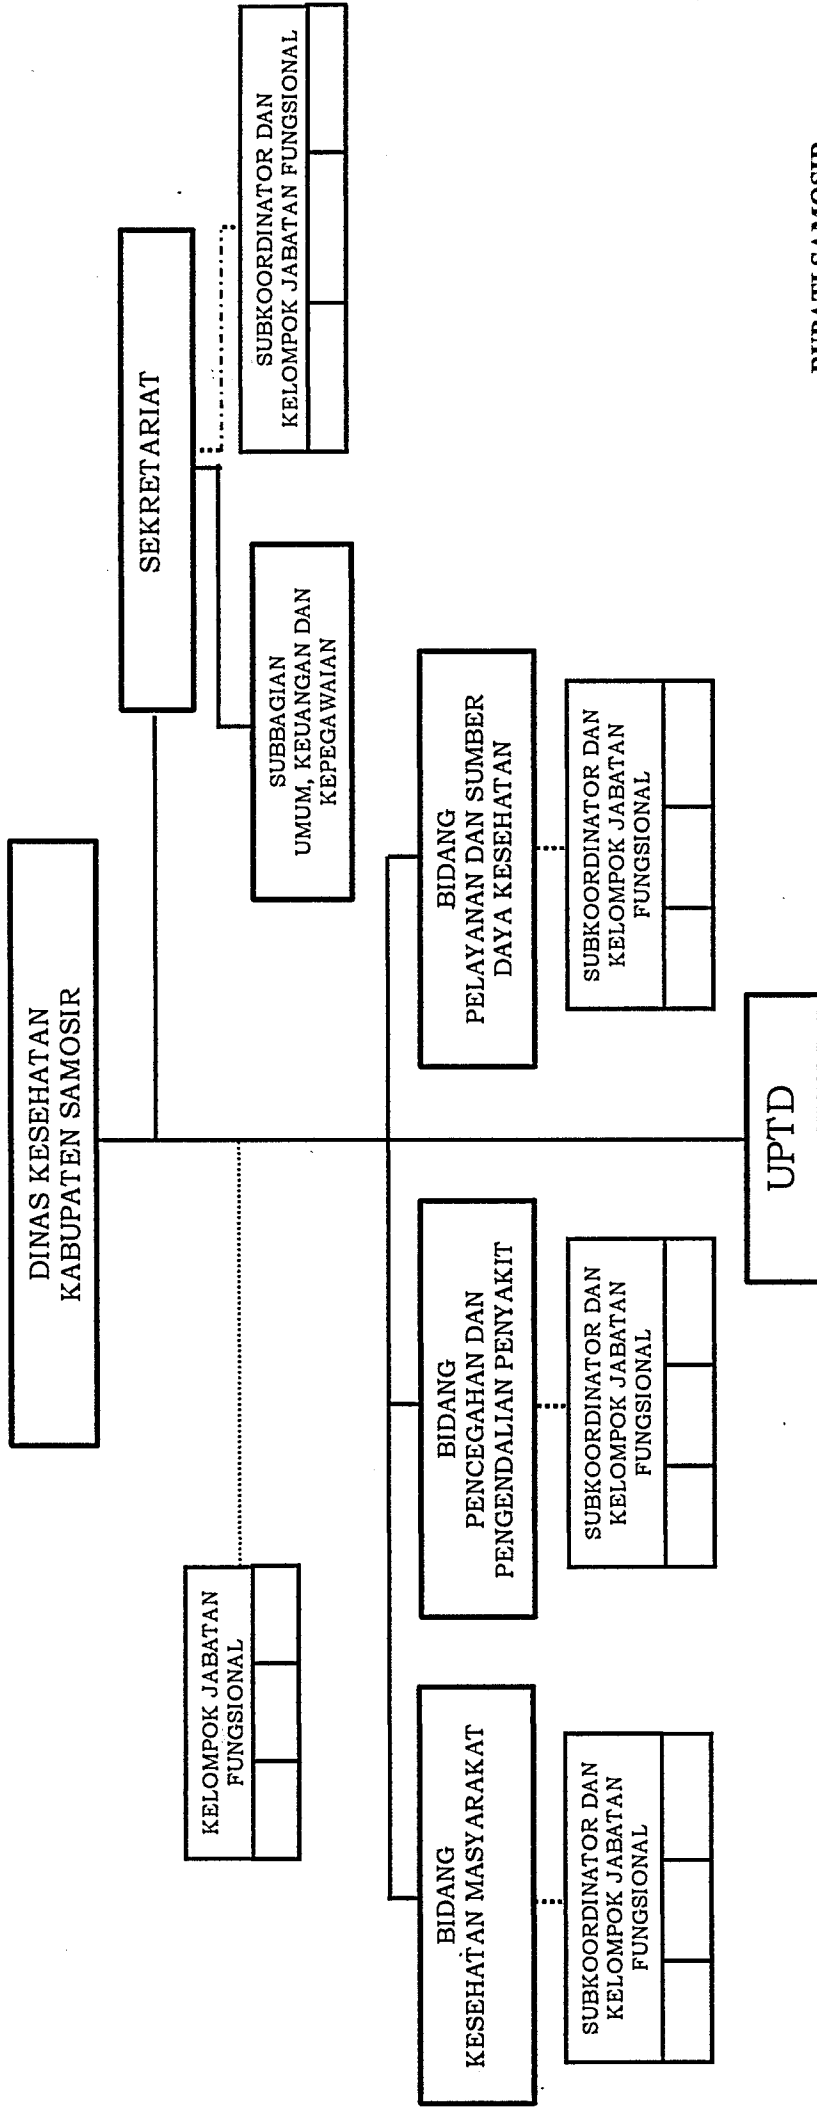 DINAS KESEHATAN
KABUPATEN SAMOSIR
SEKRETARIAT
KELOMPOK JABATAN
FUNGSIONAL
SUBBAGIAN
UMUM, KEUANGAN DAN
KEPEGAWAIAN
SUBKOORDINATOR DAN
KELOMPOK JABATAN FUNGSIONAL
BIDANG
KESEHATAN MASYARAKAT
BIDANG
PENCEGAHAN DAN
PENGENDALIAN PENYAKIT
BIDANG
PELAYANAN DAN SUMBER
DAYA KESEHATAN
SUBKOORDINATOR DAN
KELOMPOK JABATAN
FUNGSIONAL
SUBKOORDINATOR DAN
KELOMPOK JABATAN
FUNGSIONAL
SUBKOORDINATOR DAN
KELOMPOK JABATAN
FUNGSIONAL
UPTD
BUPATI SAMOSIR